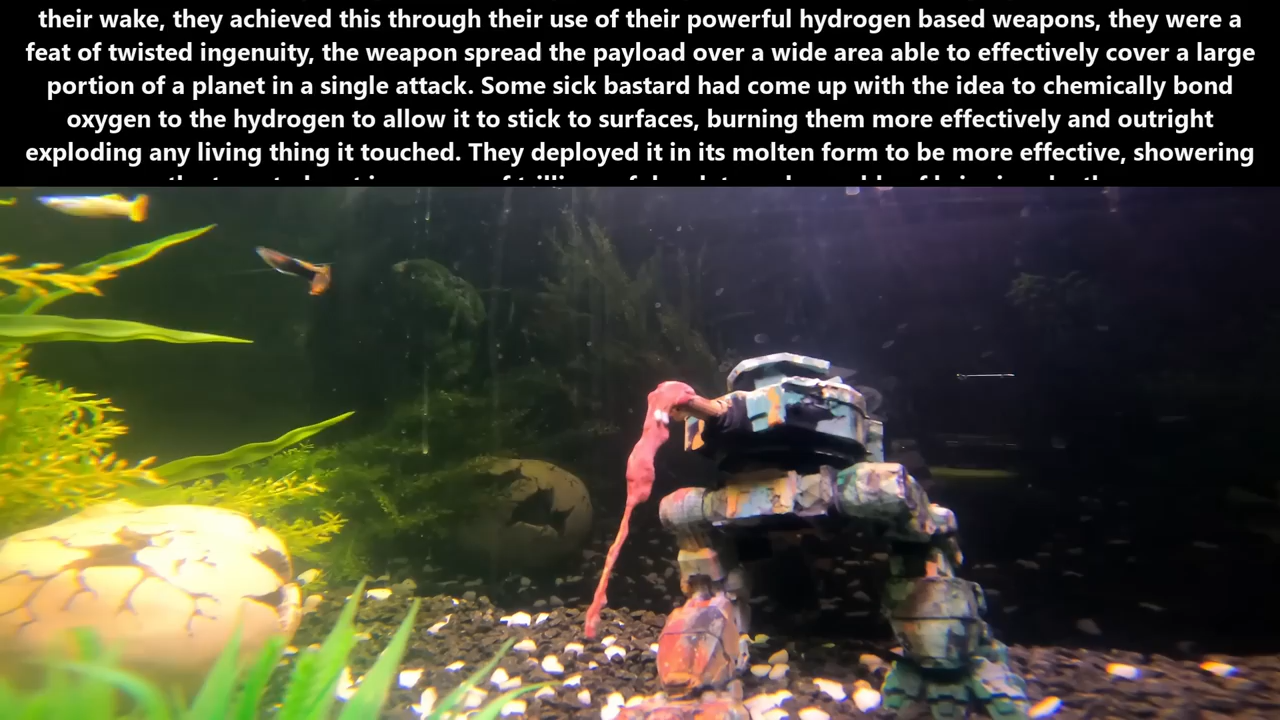 their wake, they achieved this through their use of their powerful hydrogen based weapons, they were a
feat of twisted ingenuity, the weapon spread the payload over a wide area able to effectively cover a large
portion of a planet in a single attack. Some sick bastard had come up with the idea to chemically bond
oxygen to the hydrogen to allow it to stick to surfaces, burning them more effectively and outright
exploding any living thing it touched. They deployed it in its molten form to be more effective, showering